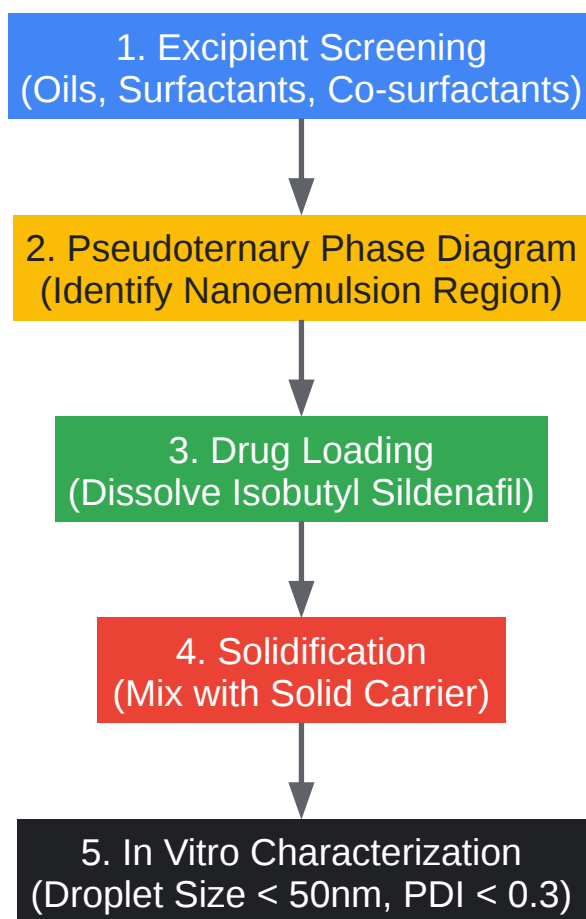 1. Excipient Screening
(Oils, Surfactants, Co-surfactants)
2. Pseudoternary Phase Diagram
(Identify Nanoemulsion Region)
3. Drug Loading
(Dissolve Isobutyl Sildenafil)
4. Solidification
(Mix with Solid Carrier)
5. In Vitro Characterization
(Droplet Size < 50nm, PDI < 0.3)